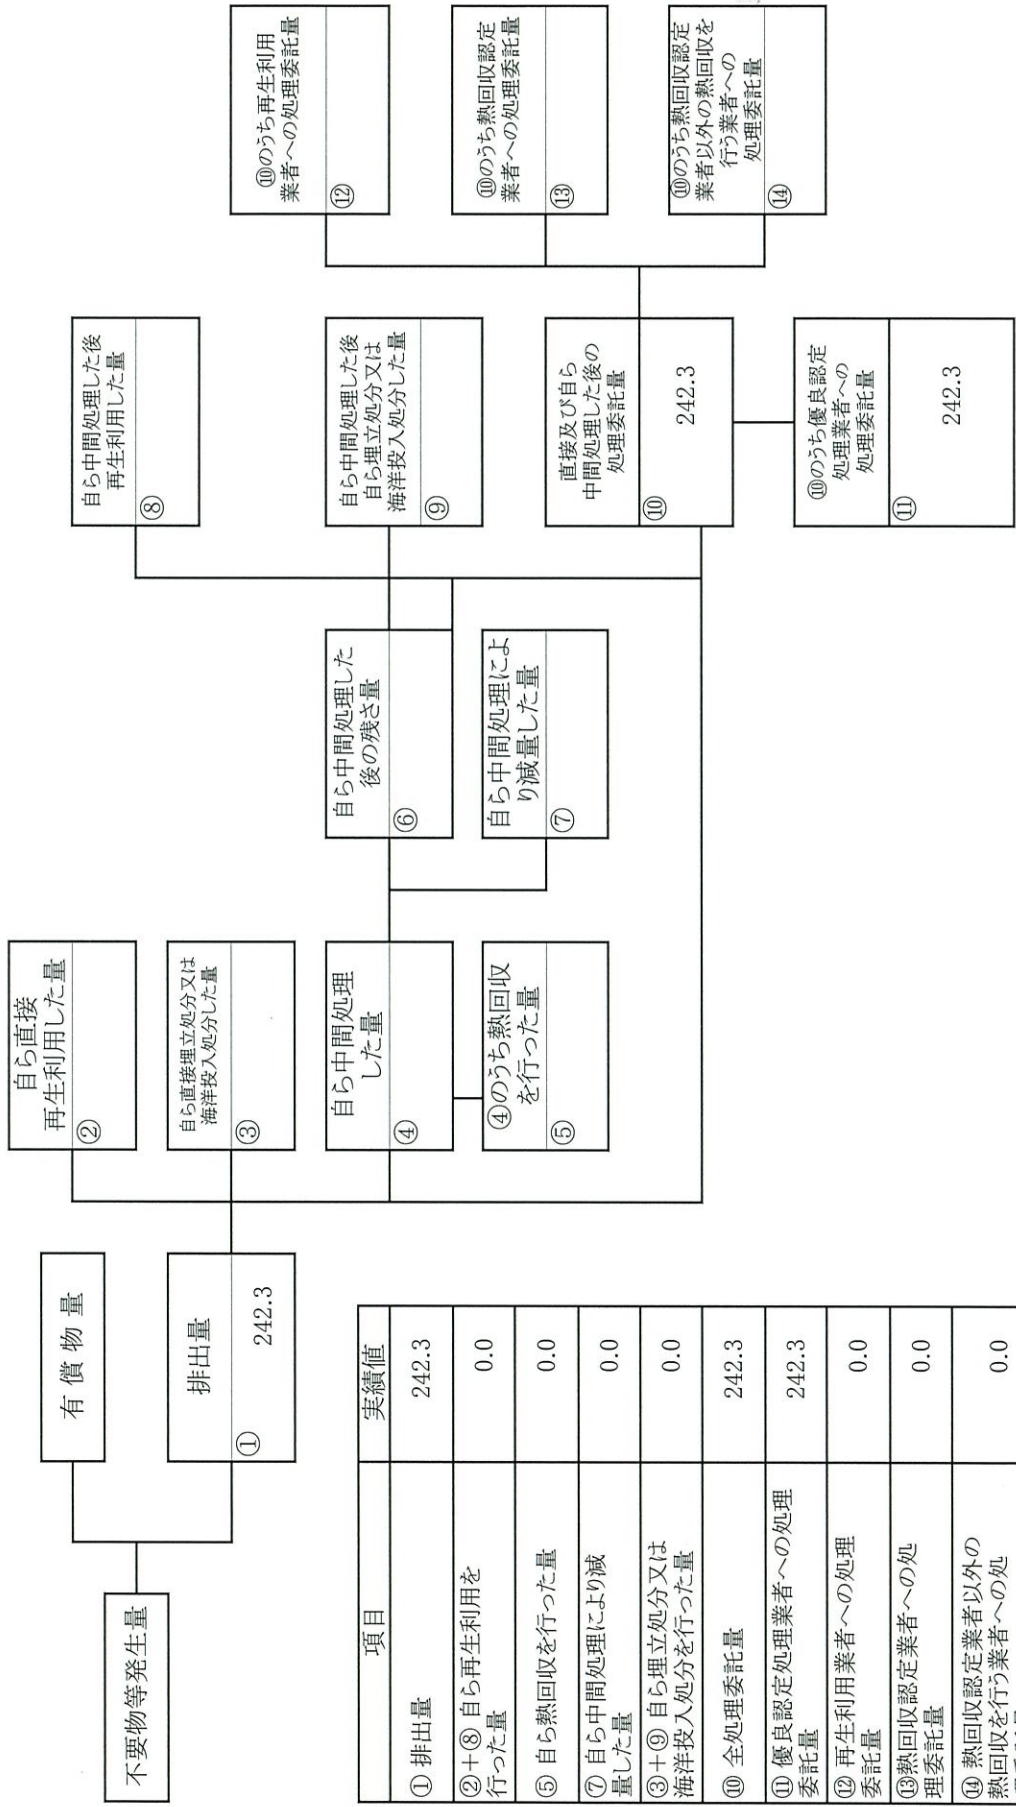 不要物等発生量
有償物量
排出量
①
242.3
自ら直接
再生利用した量
②
自ら直接埋立処分又は
海洋投入処分した量
③
自ら中間処理
した量
④
④のうち熱回収
を行った量
⑤
自ら中間処理した
後の残さ量
⑥
自ら中間処理によ
り減量した量
⑦
自ら中間処理した後
再生利用した量
⑧
自ら中間処理した後
自ら埋立処分又は
海洋投入処分した量
⑨
直接及び自ら
中間処理した後の
処理委託量
⑩
242.3
⑩のうち優良認定
処理業者への
処理委託量
⑪
242.3
⑩のうち再生利用
業者への処理委託量
⑫
⑩のうち熱回収認定
業者への処理委託量
⑬
⑩のうち熱回収認定
業者以外の熱回収を
行う業者への
処理委託量
⑭
項目 実績値
① 排出量 242.3
②+⑧ 自ら再生利用を
行った量 0.0
⑤ 自ら熱回収を行った量 0.0
⑦ 自ら中間処理により減
量した量 0.0
③+⑨ 自ら埋立処分又は
海洋投入処分を行った量 0.0
⑩ 全処理委託量 242.3
⑪ 優良認定処理業者への処理
委託量 242.3
⑫ 再生利用業者への処理
委託量 0.0
⑬熱回収認定業者への処
理委託量 0.0
⑭ 熱回収認定業者以外の
熱回収を行う業者への処 0.0